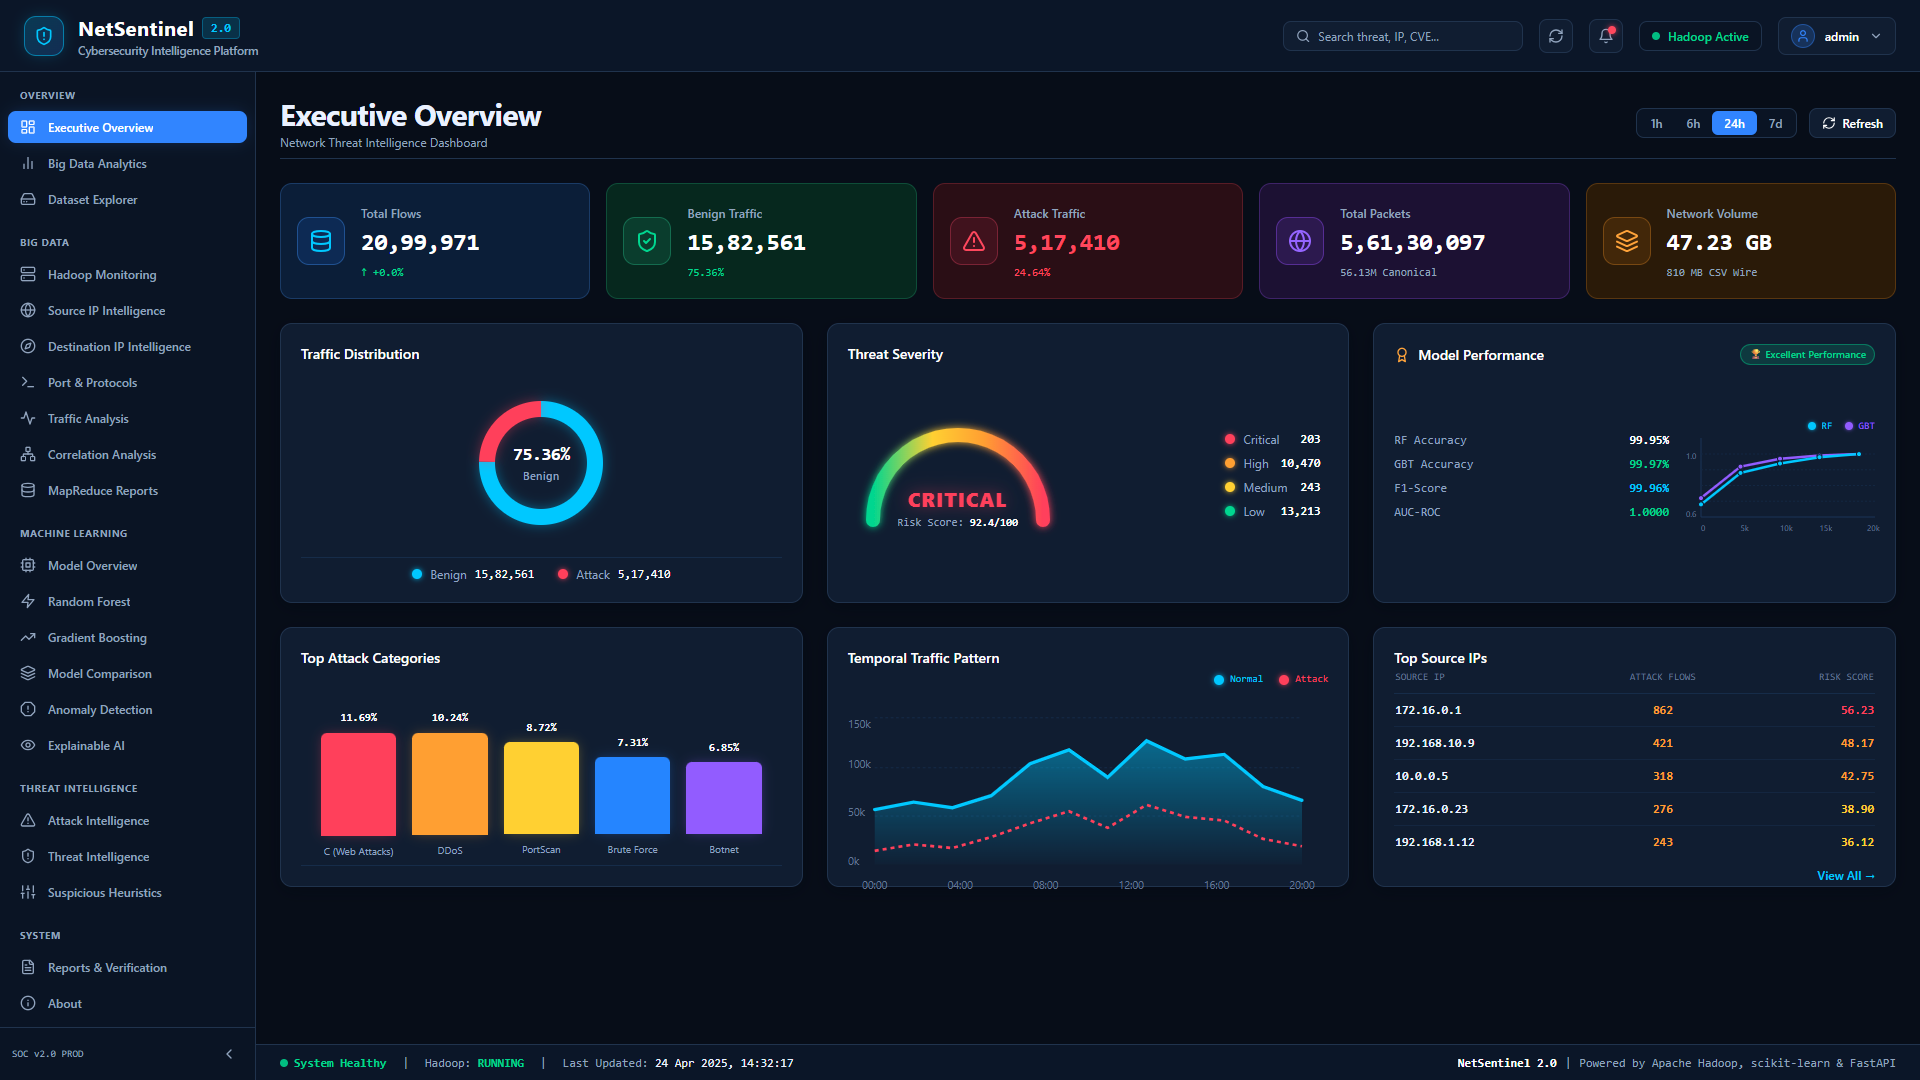 NetSentinel 2.0
Cybersecurity Intelligence Platform
Search threat, IP, CVE...
Hadoop Active
admin
OVERVIEW
Executive Overview
Big Data Analytics
Dataset Explorer
BIG DATA
Hadoop Monitoring
Source IP Intelligence
Destination IP Intelligence
Port & Protocols
Traffic Analysis
Correlation Analysis
MapReduce Reports
MACHINE LEARNING
Model Overview
Random Forest
Gradient Boosting
Model Comparison
Anomaly Detection
Explainable AI
THREAT INTELLIGENCE
Attack Intelligence
Threat Intelligence
Suspicious Heuristics
SYSTEM
Reports & Verification
About
SOC v2.0 PROD
Executive Overview
Network Threat Intelligence Dashboard
1h 6h 24h 7d
Refresh
Total Flows
20,99,971
↑ +0.0%
Benign Traffic
15,82,561
75.36%
Attack Traffic
5,17,410
24.64%
Total Packets
5,61,30,097
56.13M Canonical
Network Volume
47.23 GB
810 MB CSV Wire
Traffic Distribution
75.36%
Benign
Benign 15,82,561 Attack 5,17,410
Threat Severity
CRITICAL
Risk Score: 92.4/100
Critical 203
High 10,470
Medium 243
Low 13,213
Model Performance
🏆 Excellent Performance
RF Accuracy 99.95%
GBT Accuracy 99.97%
F1-Score 99.96%
AUC-ROC 1.0000
RF GBT
1.0
0.6
0 5k 10k 15k 20k
Top Attack Categories
11.69% 10.24% 8.72% 7.31% 6.85%
C (Web Attacks) DDoS PortScan Brute Force Botnet
Temporal Traffic Pattern
Normal Attack
150k
100k
50k
0k
00:00 04:00 08:00 12:00 16:00 20:00
Top Source IPs
SOURCE IP ATTACK FLOWS RISK SCORE
172.16.0.1 862 56.23
192.168.10.9 421 48.17
10.0.0.5 318 42.75
172.16.0.23 276 38.90
192.168.1.12 243 36.12
View All →
System Healthy | Hadoop: RUNNING | Last Updated: 24 Apr 2025, 14:32:17
NetSentinel 2.0 | Powered by Apache Hadoop, scikit-learn & FastAPI